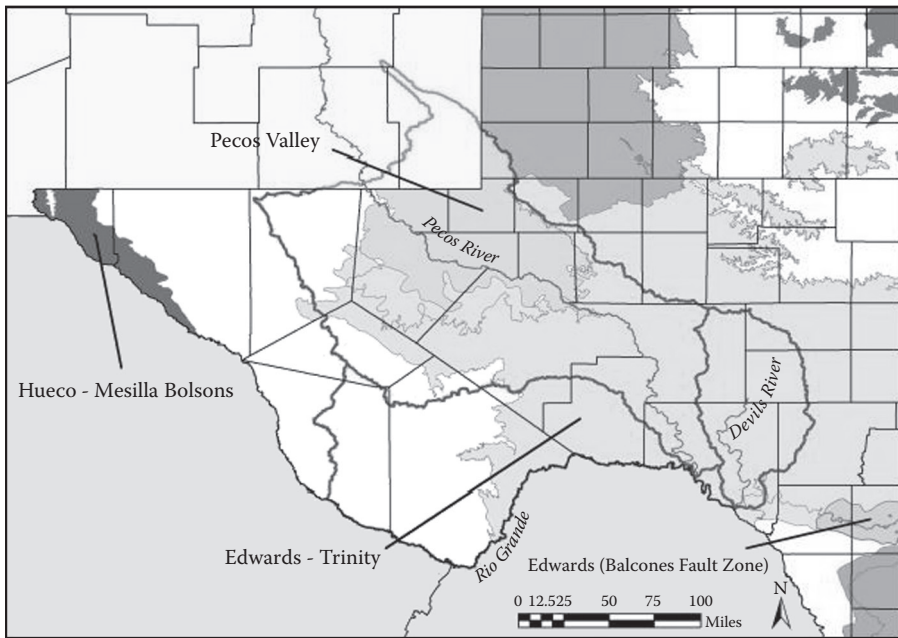 Pecos Valley
Pecos River
Hueco - Mesilla Bolsons
Devils River
Edwards - Trinity
Rio Grande
Edwards (Balcones Fault Zone)
N
0 12.525 50 75 100
Miles